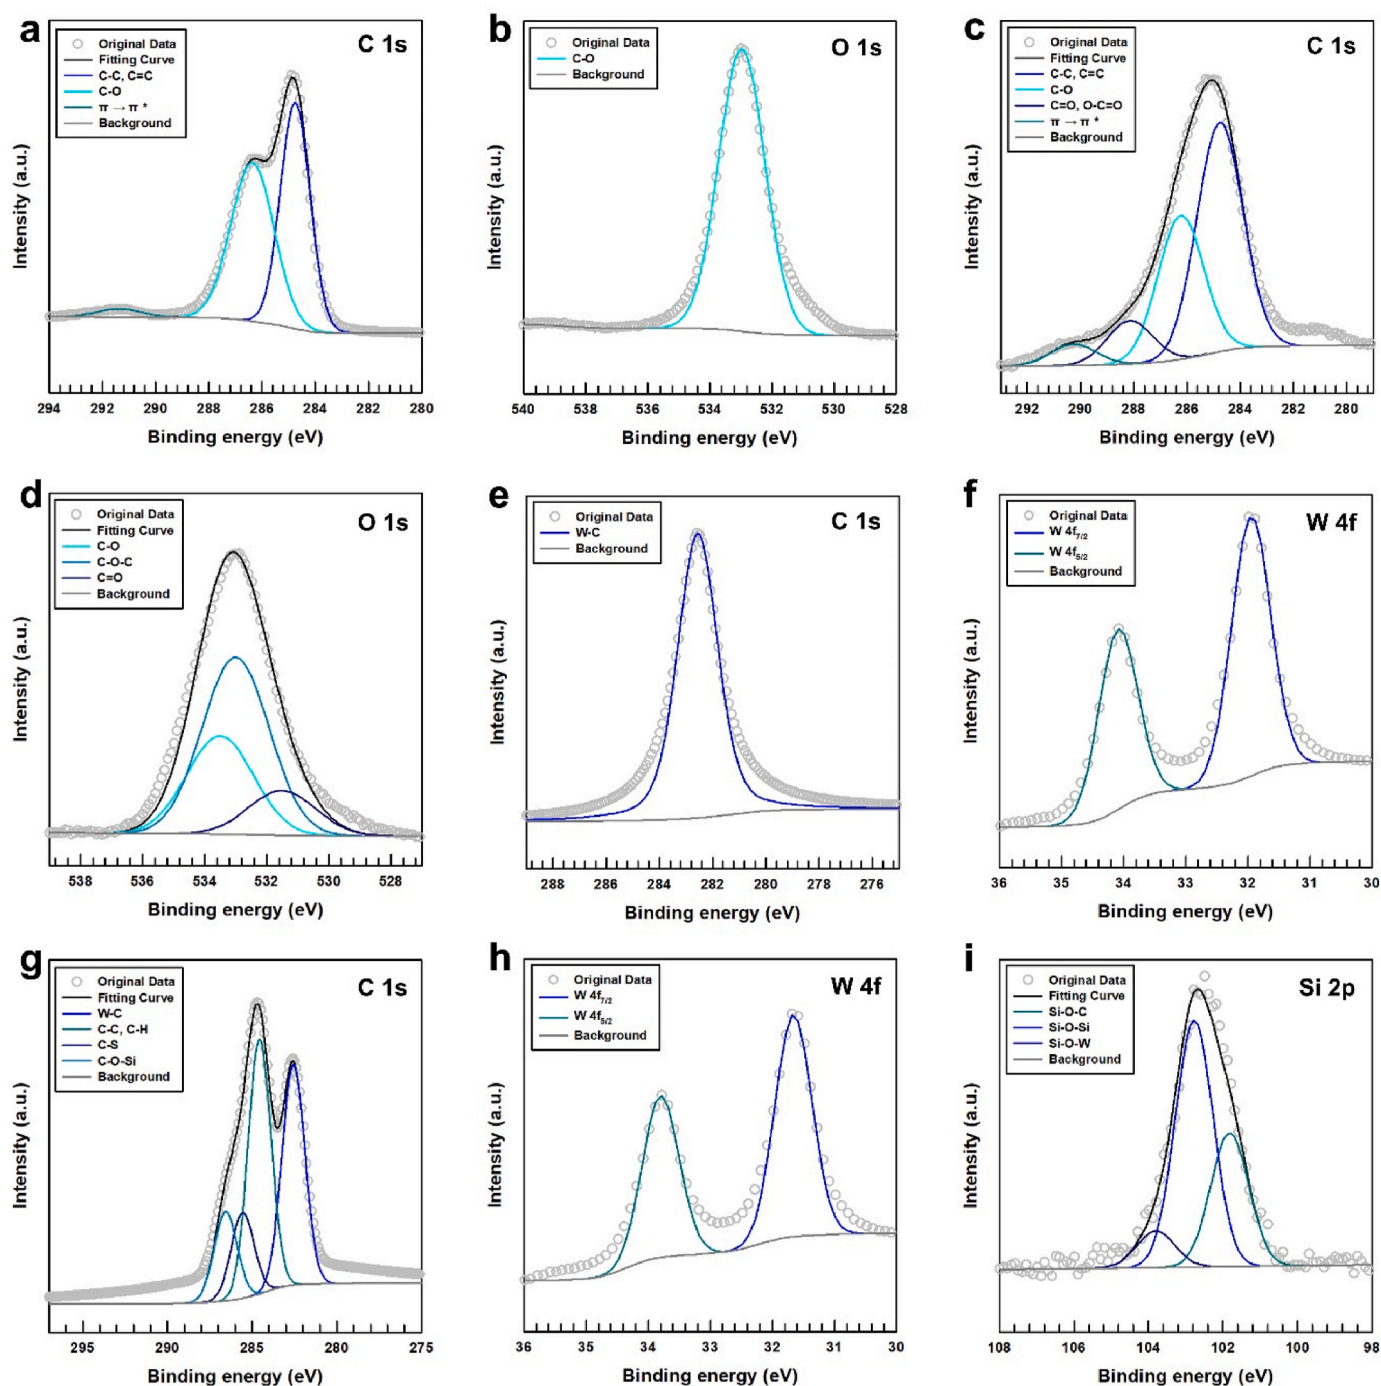 a
C 1s
Original Data
Fitting Curve
C-C, C=C
C-O
π → π *
Background
Intensity (a.u.)
294 292 290 288 286 284 282 280
Binding energy (eV)
b
O 1s
Original Data
C-O
Background
Intensity (a.u.)
540 538 536 534 532 530 528
Binding energy (eV)
c
C 1s
Original Data
Fitting Curve
C-C, C=C
C-O
C=O, O-C=O
π → π *
Background
Intensity (a.u.)
292 290 288 286 284 282 280
Binding energy (eV)
d
O 1s
Original Data
Fitting Curve
C-O
C-O-C
C=O
Background
Intensity (a.u.)
538 536 534 532 530 528
Binding energy (eV)
e
C 1s
Original Data
W-C
Background
Intensity (a.u.)
288 286 284 282 280 278 276
Binding energy (eV)
f
W 4f
Original Data
W 4f7/2
W 4f5/2
Background
Intensity (a.u.)
36 35 34 33 32 31 30
Binding energy (eV)
g
C 1s
Original Data
Fitting Curve
W-C
C-C, C-H
C-S
C-O-Si
Background
Intensity (a.u.)
295 290 285 280 275
Binding energy (eV)
h
W 4f
Original Data
W 4f7/2
W 4f5/2
Background
Intensity (a.u.)
36 35 34 33 32 31 30
Binding energy (eV)
i
Si 2p
Original Data
Fitting Curve
Si-O-C
Si-O-Si
Si-O-W
Background
Intensity (a.u.)
108 106 104 102 100 98
Binding energy (eV)